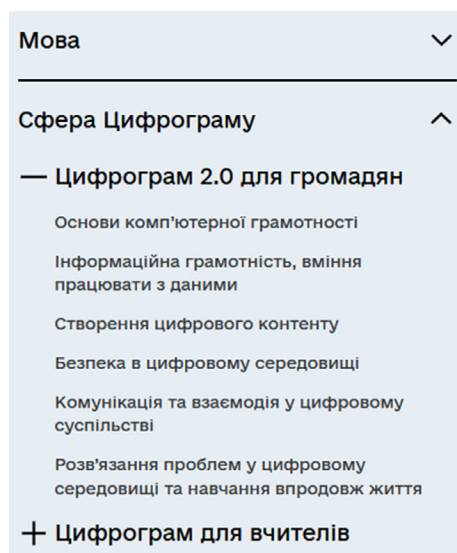 Мова
Сфера Цифрограму
Цифрограм 2.0 для громадян
Основи комп'ютерної грамотності
Інформаційна грамотність, вміння
працювати з даними
Створення цифрового контенту
Безпека в цифровому середовищі
Комунікація та взаємодія у цифровому
суспільстві
Розв'язання проблем у цифровому
середовищі та навчання впродовж життя
Цифрограм для вчителів